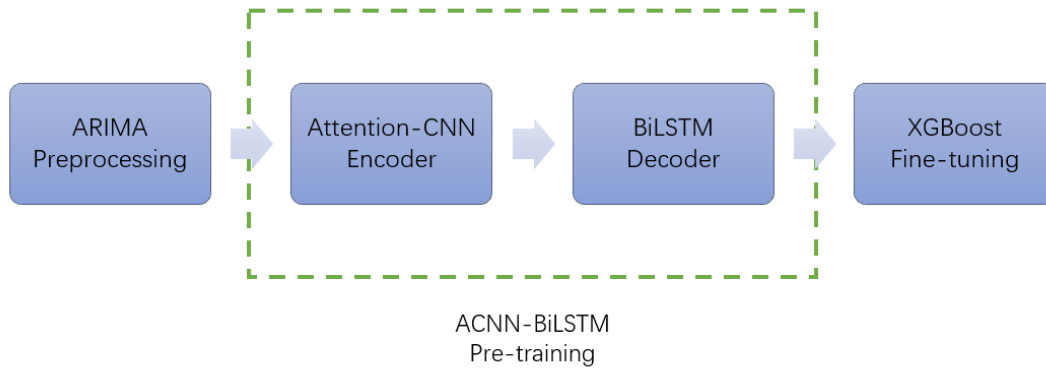 ARIMA
Preprocessing
Attention-CNN
Encoder
BiLSTM
Decoder
XGBoost
Fine-tuning
ACNN-BiLSTM
Pre-training